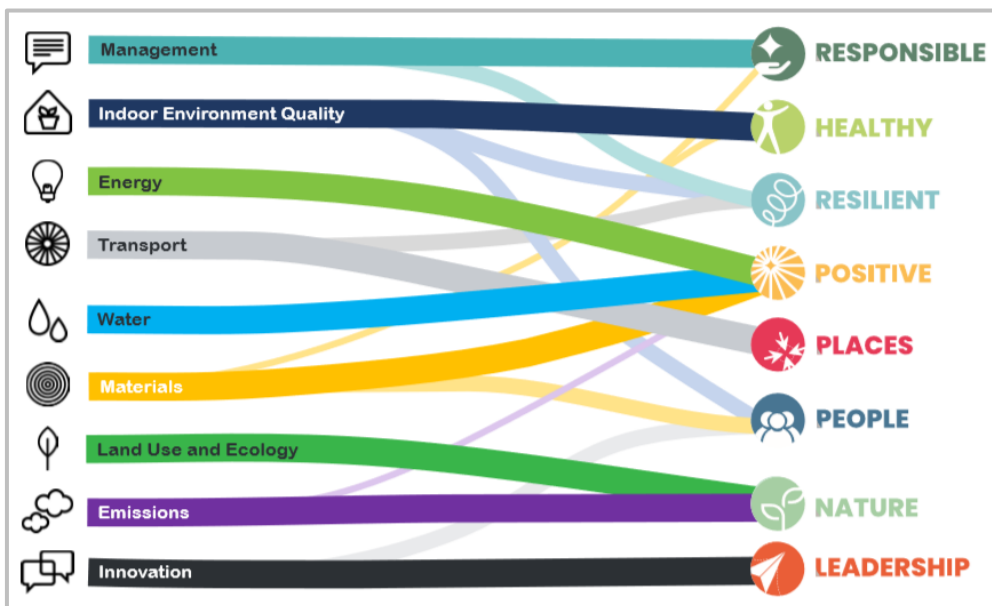 Management
Indoor Environment Quality
Energy
Transport
Water
Materials
Land Use and Ecology
Emissions
Innovation
RESPONSIBLE
HEALTHY
RESILIENT
POSITIVE
PLACES
PEOPLE
NATURE
LEADERSHIP